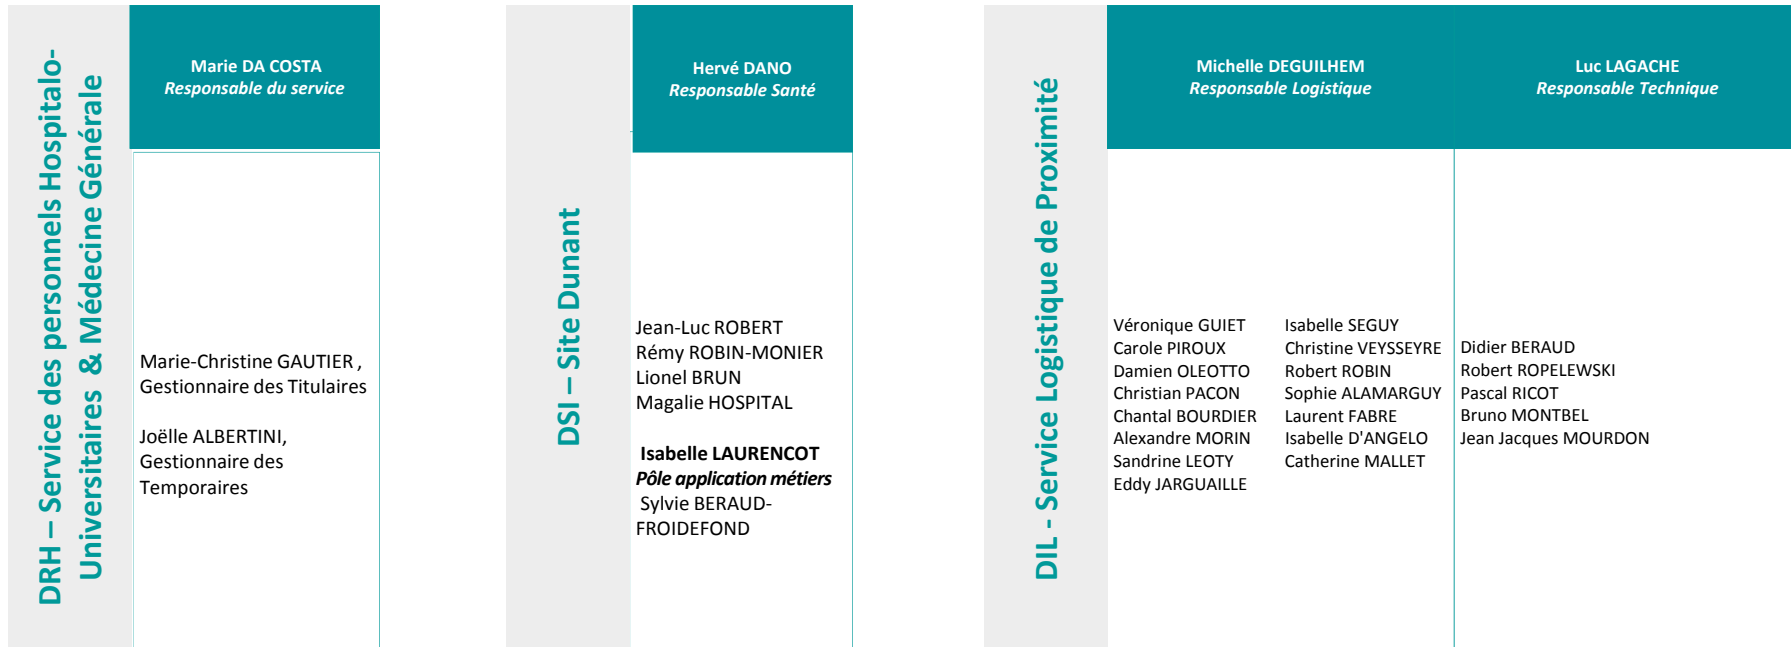 DRH – Service des personnels Hospitalo-
Universitaires & Médecine Générale
Marie DA COSTA
Responsable du service
Marie-Christine GAUTIER ,
Gestionnaire des Titulaires
Joëlle ALBERTINI,
Gestionnaire des
Temporaires
DSI – Site Dunant
Hervé DANO
Responsable Santé
Jean-Luc ROBERT
Rémy ROBIN-MONIER
Lionel BRUN
Magalie HOSPITAL
Isabelle LAURENCOT
Pôle application métiers
Sylvie BERAUD-
FROIDEFOND
DIL - Service Logistique de Proximité
Michelle DEGUILHEM
Responsable Logistique
Véronique GUIET
Carole PIROUX
Damien OLEOTTO
Christian PACON
Chantal BOURDIER
Alexandre MORIN
Sandrine LEOTY
Eddy JARGUAILLE
Isabelle SEGUY
Christine VEYSSEYRE
Robert ROBIN
Sophie ALAMARGUY
Laurent FABRE
Isabelle D'ANGELO
Catherine MALLET
Luc LAGACHE
Responsable Technique
Didier BERAUD
Robert ROPELEWSKI
Pascal RICOT
Bruno MONTBEL
Jean Jacques MOURDON